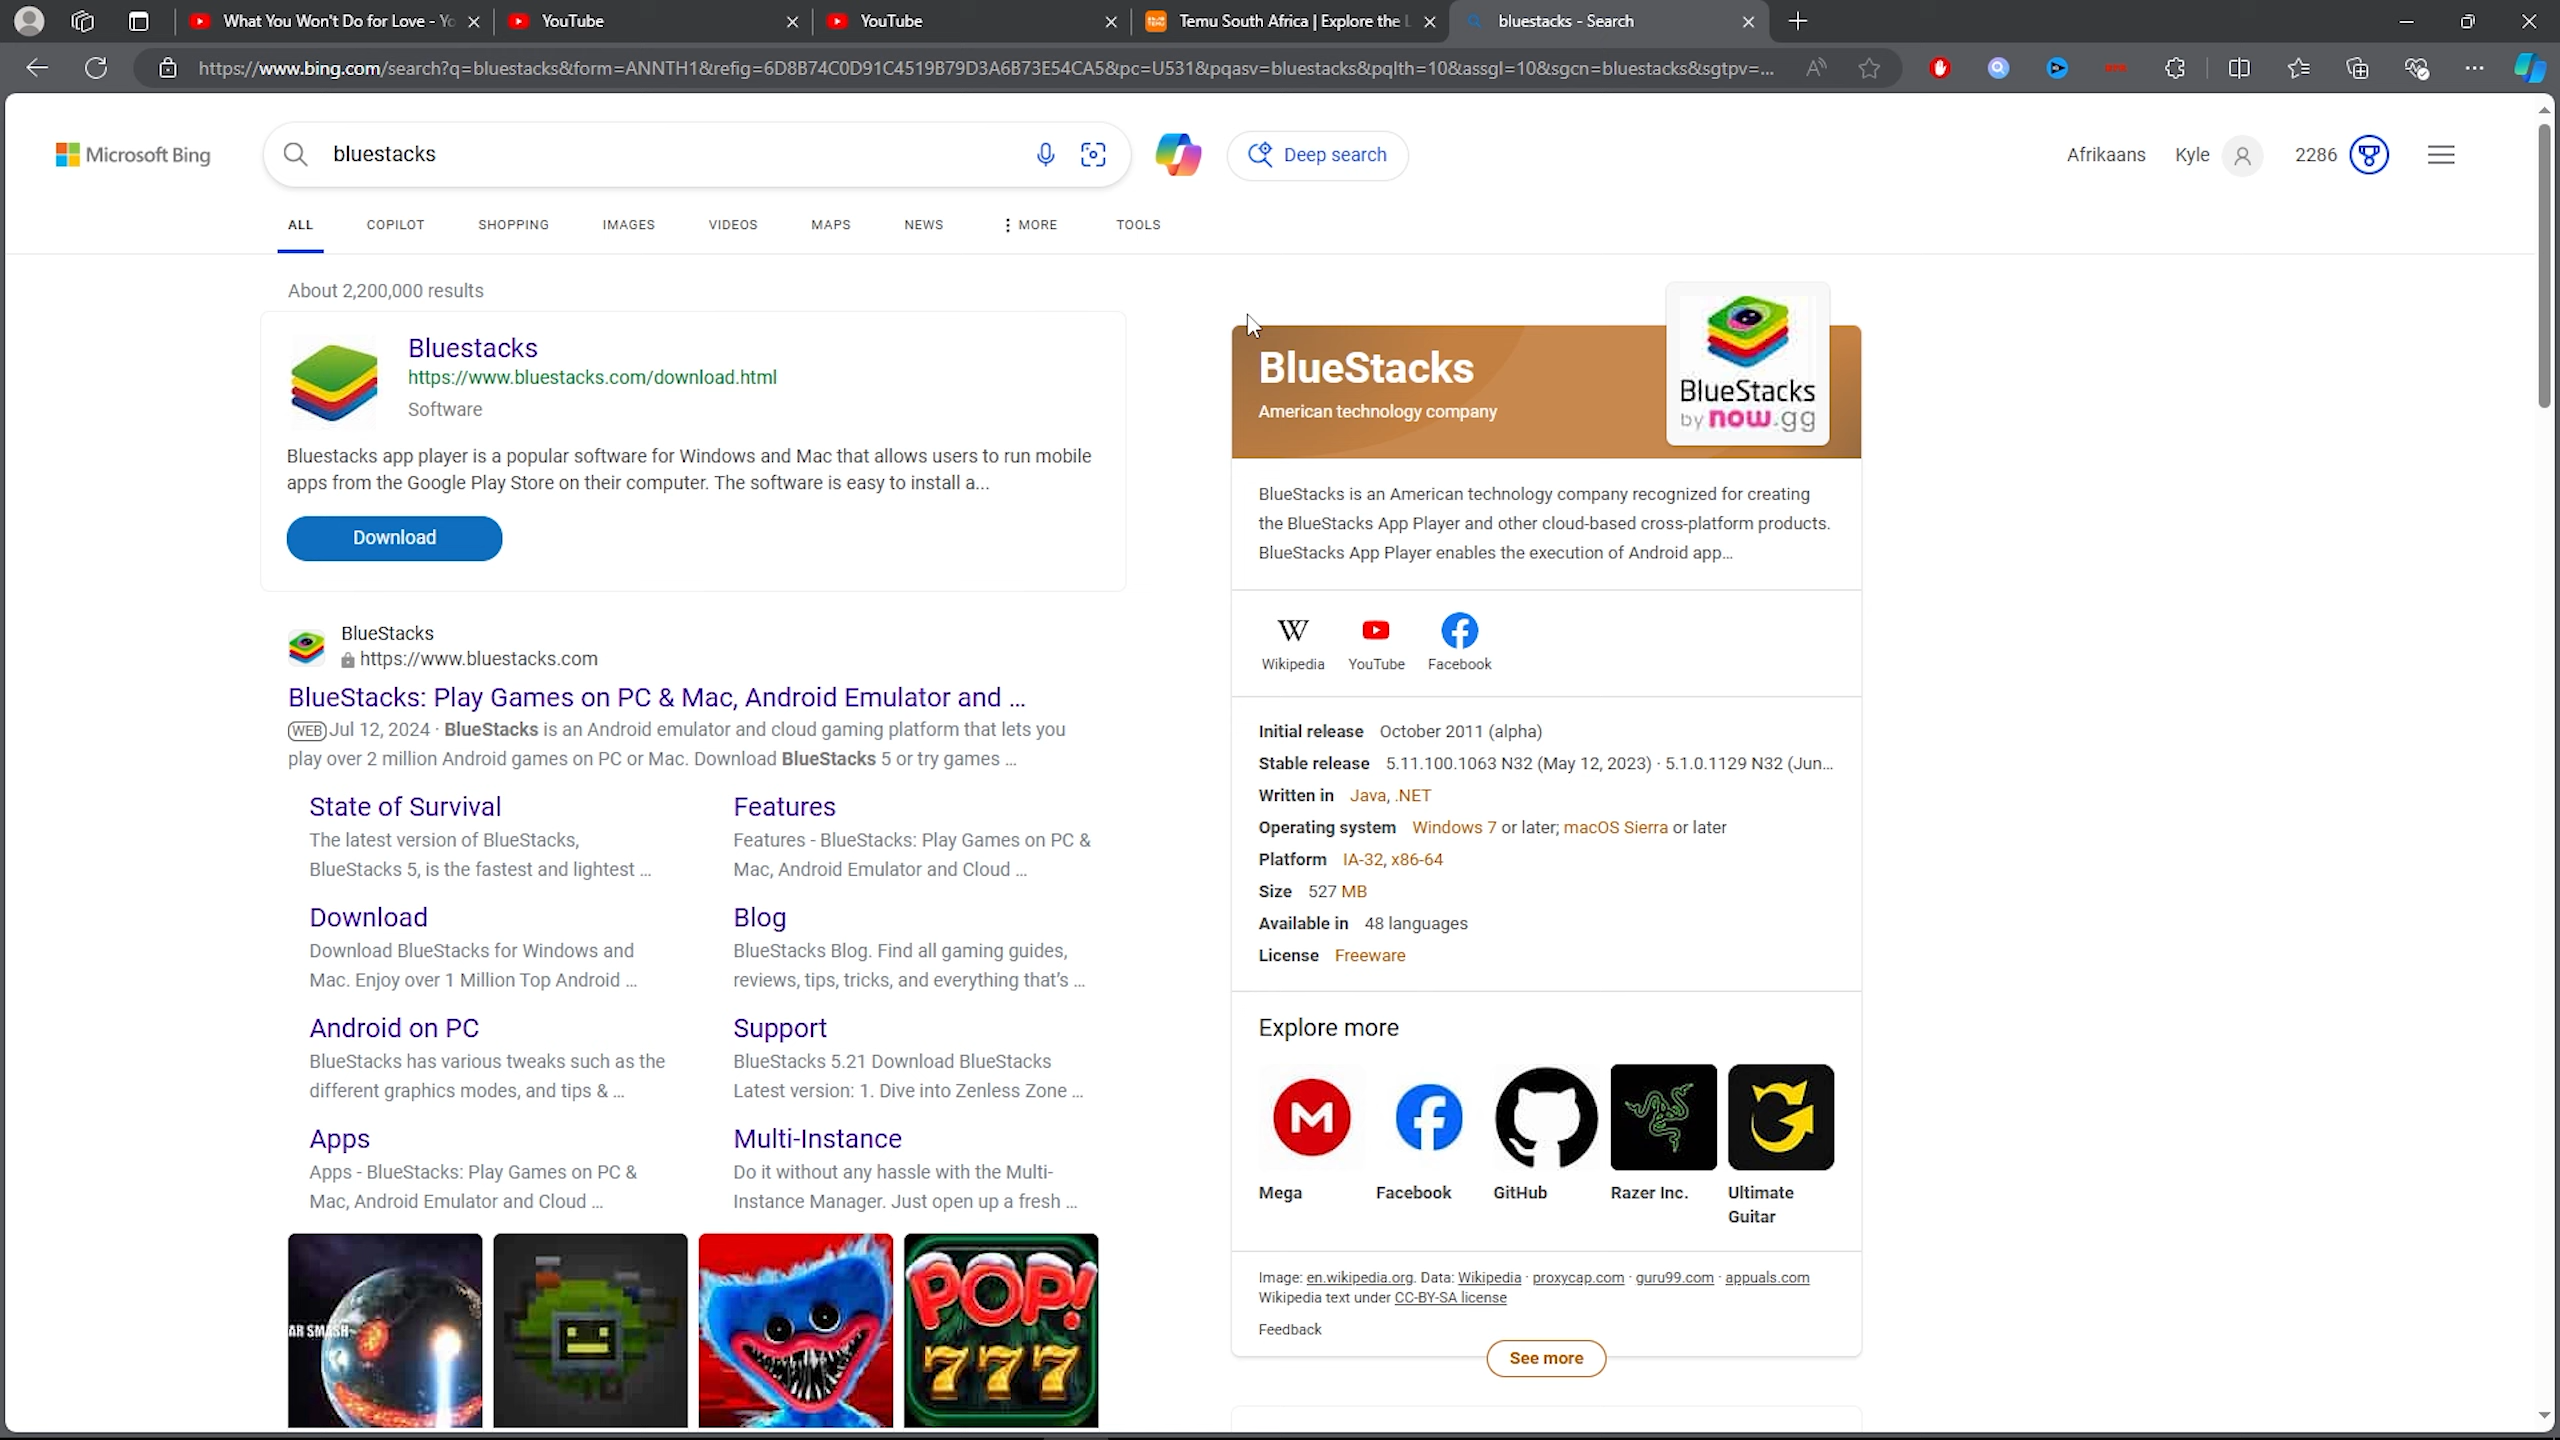 What You Won't Do for Love - Yo
YouTube
YouTube
Temu South Africa | Explore the L
bluestacks - Search
https://www.bing.com/search?q=bluestacks&form=ANNTH1&refig=6D8B74C0D91C4519B79D3A6B73E54CA5&pc=U531&pqasv=bluestacks&pqlth=10&assgl=10&sgcn=bluestacks&sgtpv=...
Microsoft Bing
bluestacks
Deep search
Afrikaans
Kyle
2286
ALL
COPILOT
SHOPPING
IMAGES
VIDEOS
MAPS
NEWS
MORE
TOOLS
About 2,200,000 results
Bluestacks
https://www.bluestacks.com/download.html
Software
Bluestacks app player is a popular software for Windows and Mac that allows users to run mobile
apps from the Google Play Store on their computer. The software is easy to install a...
Download
BlueStacks
https://www.bluestacks.com
BlueStacks: Play Games on PC & Mac, Android Emulator and ...
WEB Jul 12, 2024 · BlueStacks is an Android emulator and cloud gaming platform that lets you
play over 2 million Android games on PC or Mac. Download BlueStacks 5 or try games ...
State of Survival
The latest version of BlueStacks,
BlueStacks 5, is the fastest and lightest ...
Features
Features - BlueStacks: Play Games on PC &
Mac, Android Emulator and Cloud ...
Download
Download BlueStacks for Windows and
Mac. Enjoy over 1 Million Top Android ...
Blog
BlueStacks Blog. Find all gaming guides,
reviews, tips, tricks, and everything that's ...
Android on PC
BlueStacks has various tweaks such as the
different graphics modes, and tips & ...
Support
BlueStacks 5.21 Download BlueStacks
Latest version: 1. Dive into Zenless Zone ...
Apps
Apps - BlueStacks: Play Games on PC &
Mac, Android Emulator and Cloud ...
Multi-Instance
Do it without any hassle with the Multi-
Instance Manager. Just open up a fresh ...
AR SMASH
POP!
777
BlueStacks
American technology company
BlueStacks
by now.gg
BlueStacks is an American technology company recognized for creating
the BlueStacks App Player and other cloud-based cross-platform products.
BlueStacks App Player enables the execution of Android app...
Wikipedia
YouTube
Facebook
Initial release October 2011 (alpha)
Stable release 5.11.100.1063 N32 (May 12, 2023) · 5.1.0.1129 N32 (Jun...
Written in Java, .NET
Operating system Windows 7 or later; macOS Sierra or later
Platform IA-32, x86-64
Size 527 MB
Available in 48 languages
License Freeware
Explore more
Mega
Facebook
GitHub
Razer Inc.
Ultimate
Guitar
Image: en.wikipedia.org. Data: Wikipedia · proxycap.com · guru99.com · appuals.com
Wikipedia text under CC-BY-SA license
Feedback
See more